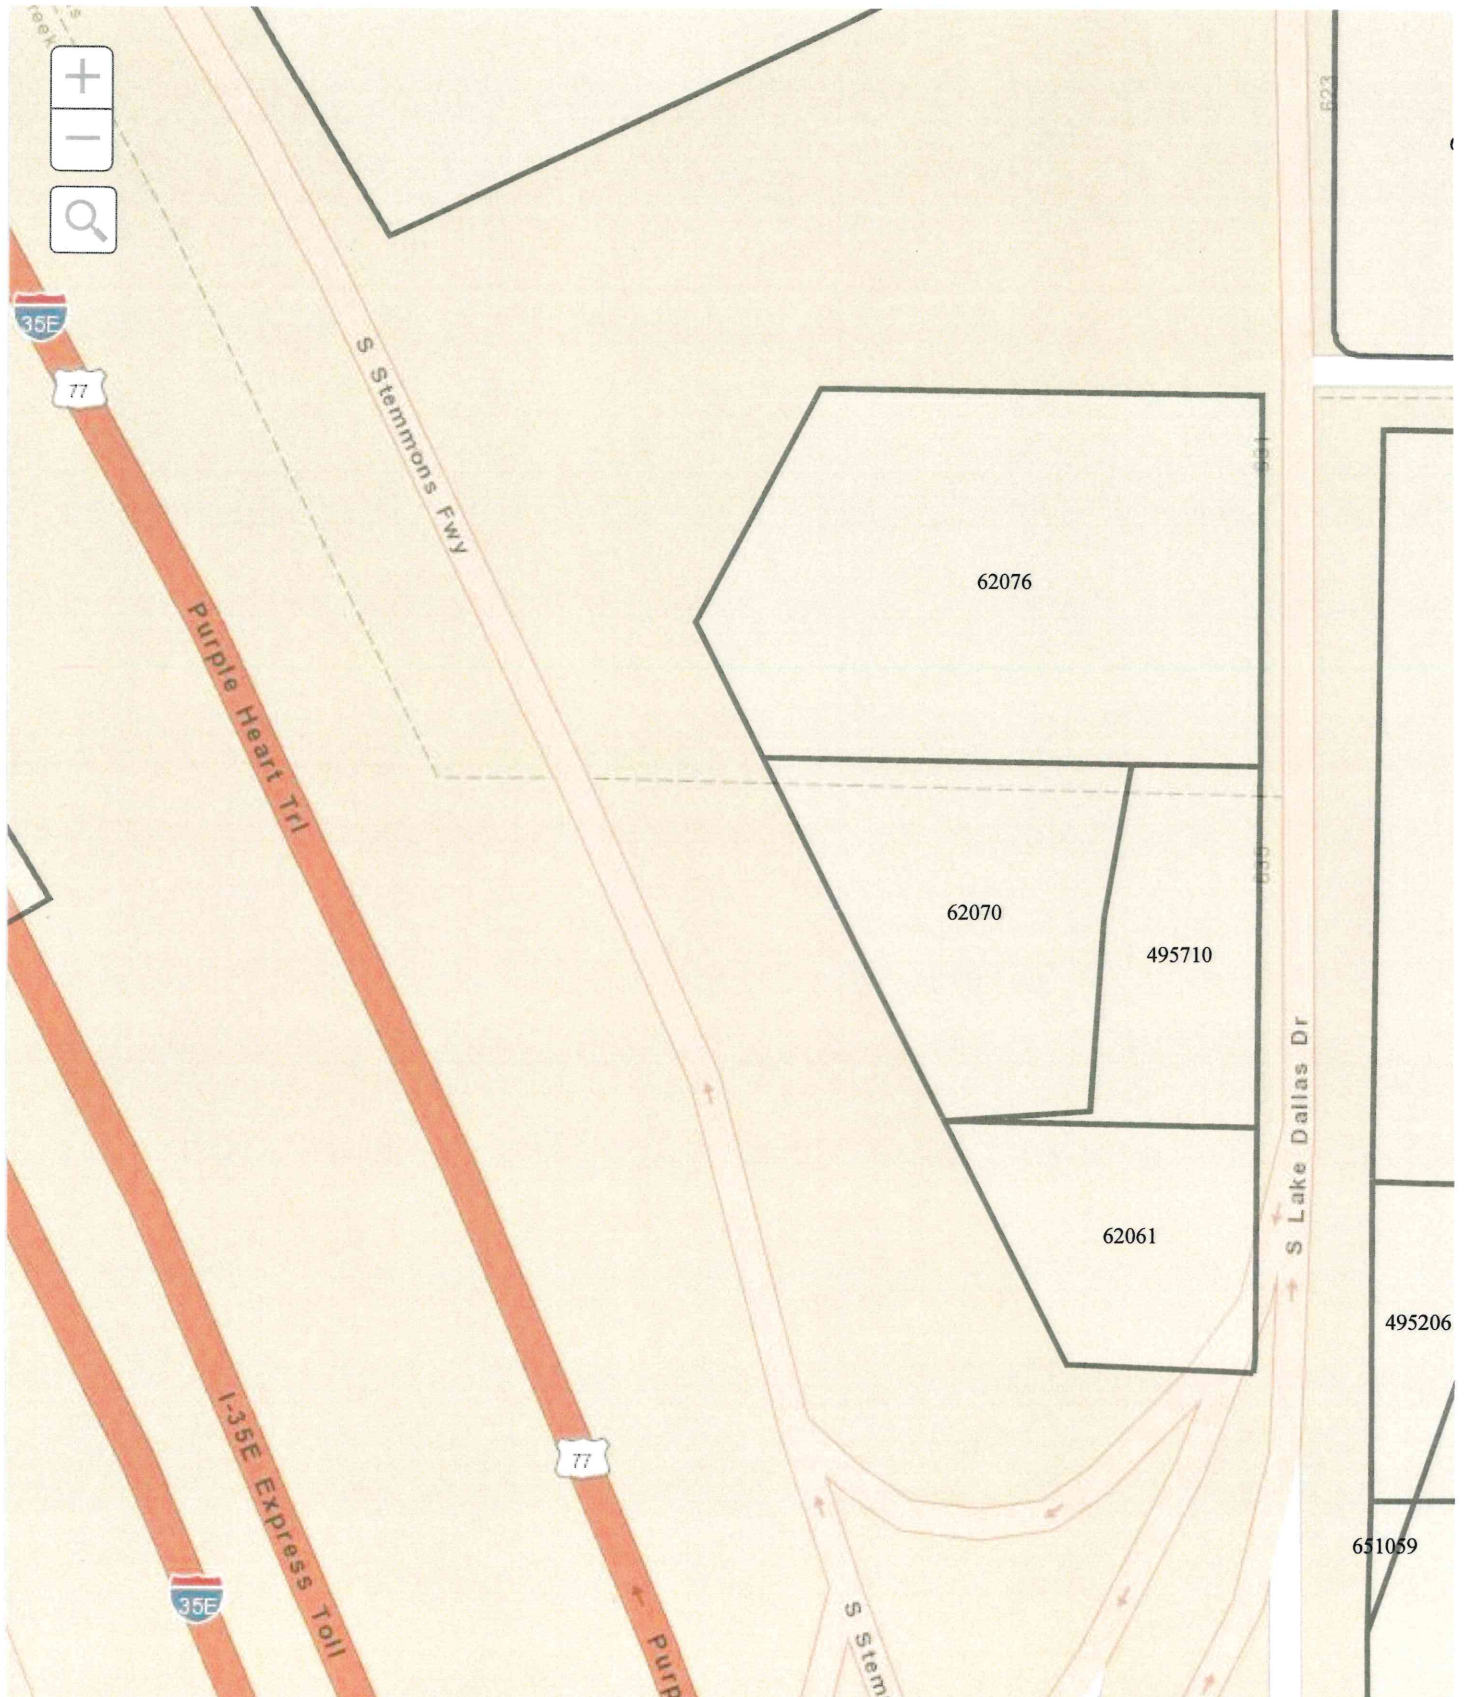 +
−
35E
77
623
S Stemmons Fwy
Purple Heart Trl
62076
62070
495710
S Lake Dallas Dr
62061
495206
77
I-35E Express Toll
651059
35E
S Stem
Purp